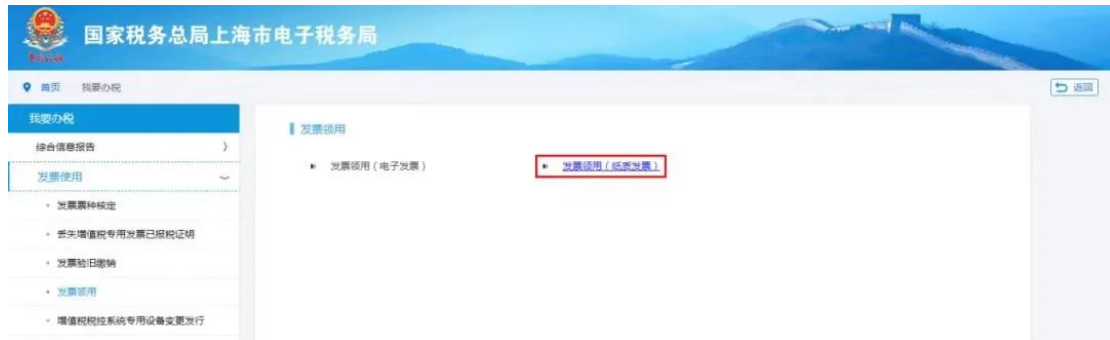 国家税务总局上海市电子税务局
首页 我要办税
返回
我要办税
综合信息报告
发票使用
发票票种核定
丢失增值税专用发票已报税证明
发票验旧缴销
发票领用
增值税税控系统专用设备变更发行
发票领用
发票领用（电子发票）
发票领用（纸质发票）